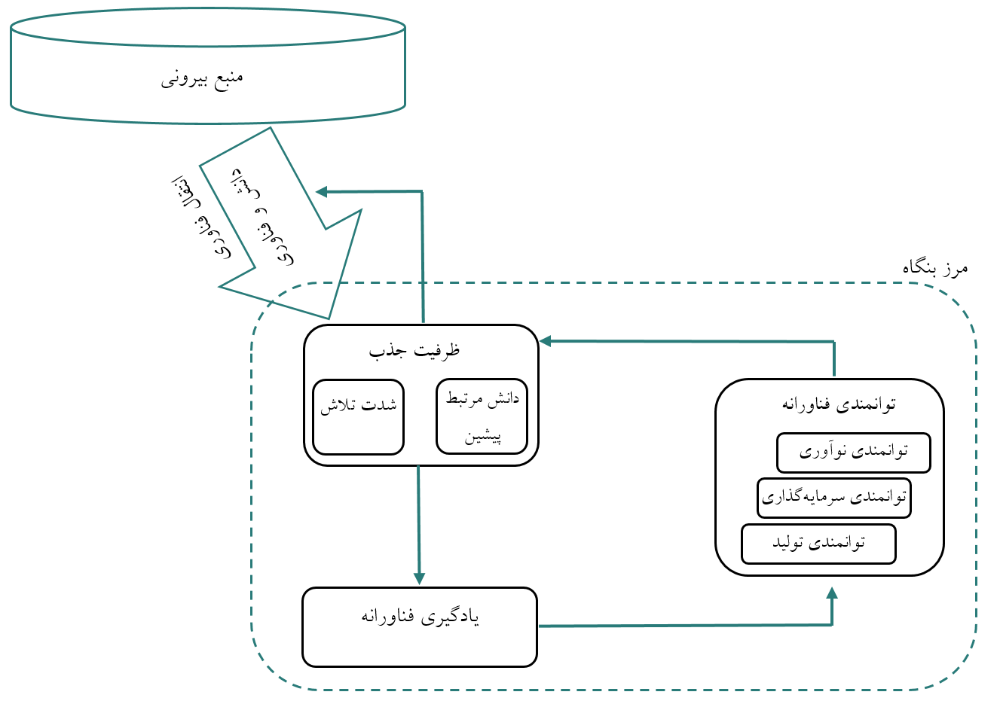 منبع بیرونی
انتقال فناوری
دانش و فناوری
مرز بنگاه
ظرفیت جذب
دانش مرتبط
پیشین
شدت تلاش
توانمندی فناورانه
توانمندی نوآوری
توانمندی سرمایه‌گذاری
توانمندی تولید
یادگیری فناورانه